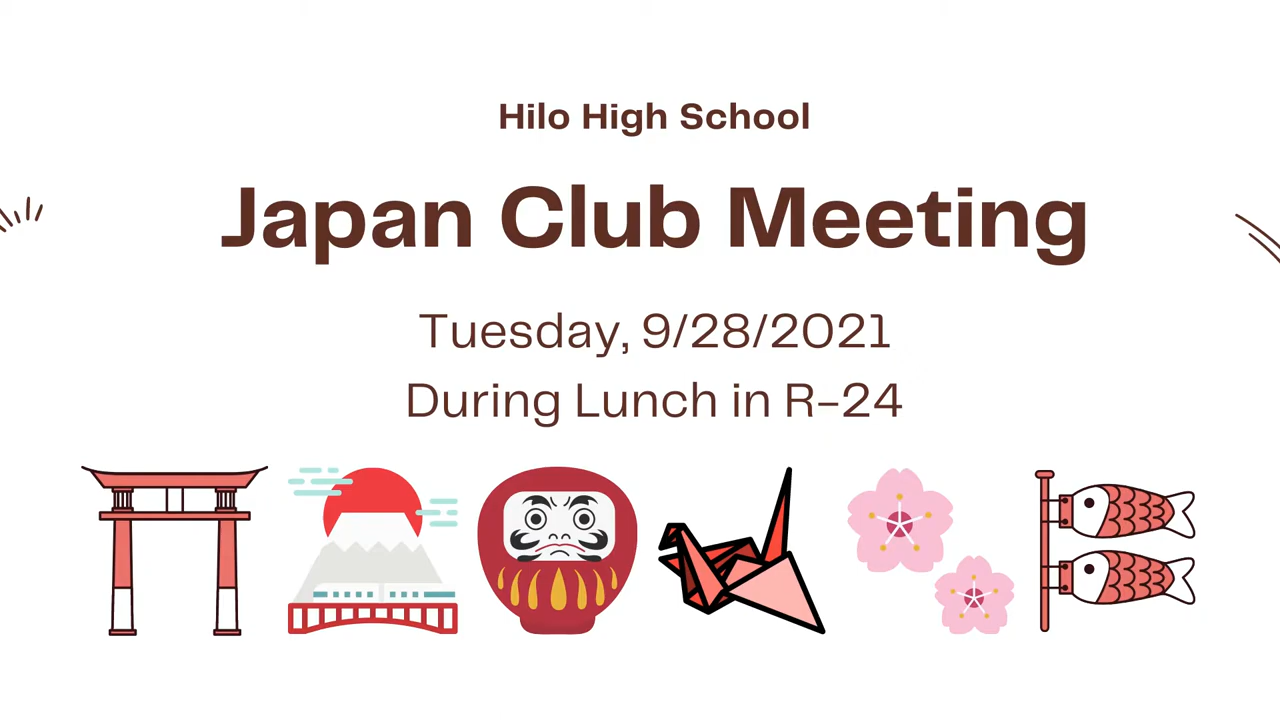 Hilo High School
Japan Club Meeting
Tuesday, 9/28/2021
During Lunch in R-24